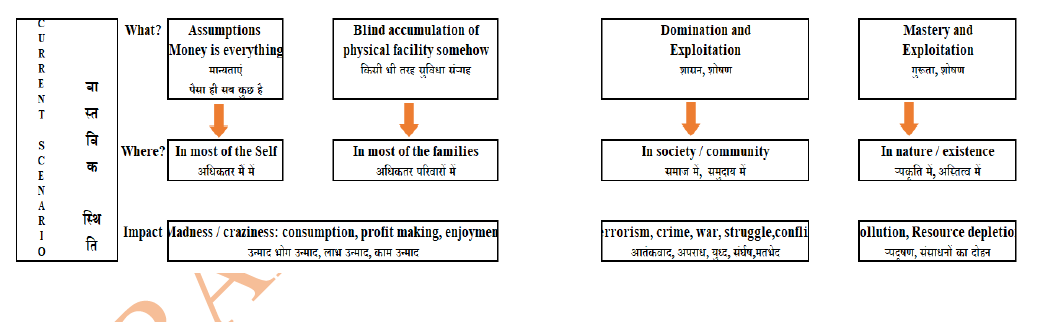 CURRENT SCENARIO
बास्तबिक स्थिति
What?
Assumptions
Money is everything
मान्यताएं
पैसा ही सब कुछ है
Blind accumulation of
physical facility somehow
किसी भी तरह सुविधा संग्रह
Domination and
Exploitation
शासन, शोषण
Mastery and
Exploitation
गुरूता, शोषण
Where?
In most of the Self
अधिकतर मैं में
In most of the families
अधिकतर परिवारों में
In society / community
समाज में, समुदाय में
In nature / existence
प्रकृति में, अस्तित्व में
Impact
Madness / craziness: consumption, profit making, enjoymen
उन्माद भोग उन्माद, लाभ उन्माद, काम उन्माद
errorism, crime, war, struggle,confli
आतंकवाद, अपराध, युध्द, संर्घष,मतभेद
ollution, Resource depletio
प्रदूषण, संसाधनों का दोहन